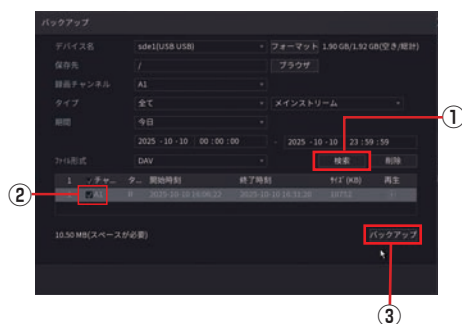 バックアップ
デバイス名 sde1(USB USB) フォーマット 1.90 GB/1.92 GB(空き/総計)
保存先 / ブラウザ
録画チャンネル A1
タイプ 全て メインストリーム
期間 今日
2025 -10 -10 00 :00 :00 - 2025 -10 -10 23 :59 :59
ファイル形式 DAV 検索 削除
1 チャ... タ... 開始時刻 終了時刻 サイズ(KB) 再生
1 A1 R 2025-10-10 16:06:22 2025-10-10 16:31:20 10752
10.50 MB(スペースが必要) バックアップ
①
②
③